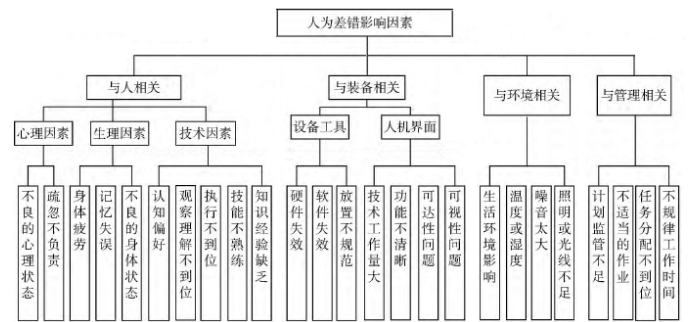 人为差错影响因素
与人相关
与装备相关
与环境相关
与管理相关
心理因素
生理因素
技术因素
设备工具
人机界面
不良的心理状态
疏忽不负责
身体疲劳
记忆失误
不良的身体状态
认知偏好
观察理解不到位
执行不到位
技能不熟练
知识经验缺乏
硬件失效
软件失效
放置不规范
技术工作量大
功能不清晰
可达性问题
可视性问题
生活环境影响
温度或湿度
噪音太大
照明或光线不足
计划监管不足
不适当的作业
任务分配不到位
不规律工作时间